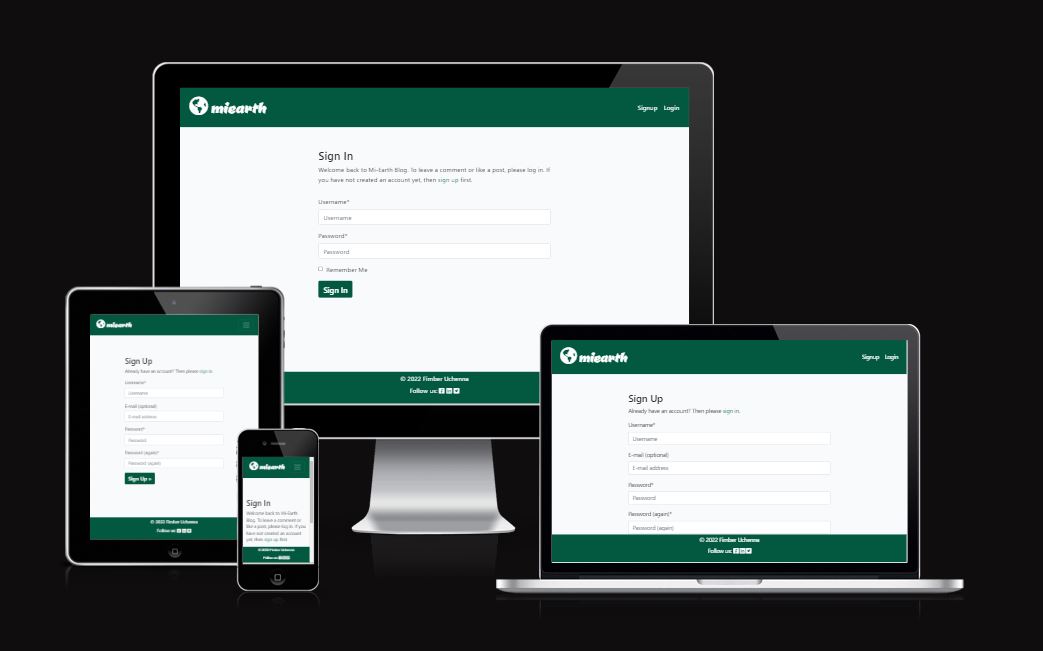 miearth
Signup Login
Sign In
Welcome back to Mi-Earth Blog. To leave a comment or like a post, please log in. If
you have not created an account yet, then sign up first.
Username*
Username
Password*
Password
Remember Me
Sign In
© 2022 Fimber Uchenna
Follow us:
miearth
Sign Up
Already have an account? Then please sign in.
Username*
Username
E-mail (optional)
E-mail address
Password*
Password
Password (again)*
Password (again)
Sign Up »
© 2022 Fimber Uchenna
Follow us:
miearth
Sign In
Welcome back to Mi-Earth
Blog. To leave a comment or
like a post, please log in. If you
have not created an account
yet, then sign up first.
© 2022 Fimber Uchenna
Follow us:
miearth
Signup Login
Sign Up
Already have an account? Then please sign in.
Username*
Username
E-mail (optional)
E-mail address
Password*
Password
Password (again)*
Password (again)
© 2022 Fimber Uchenna
Follow us: